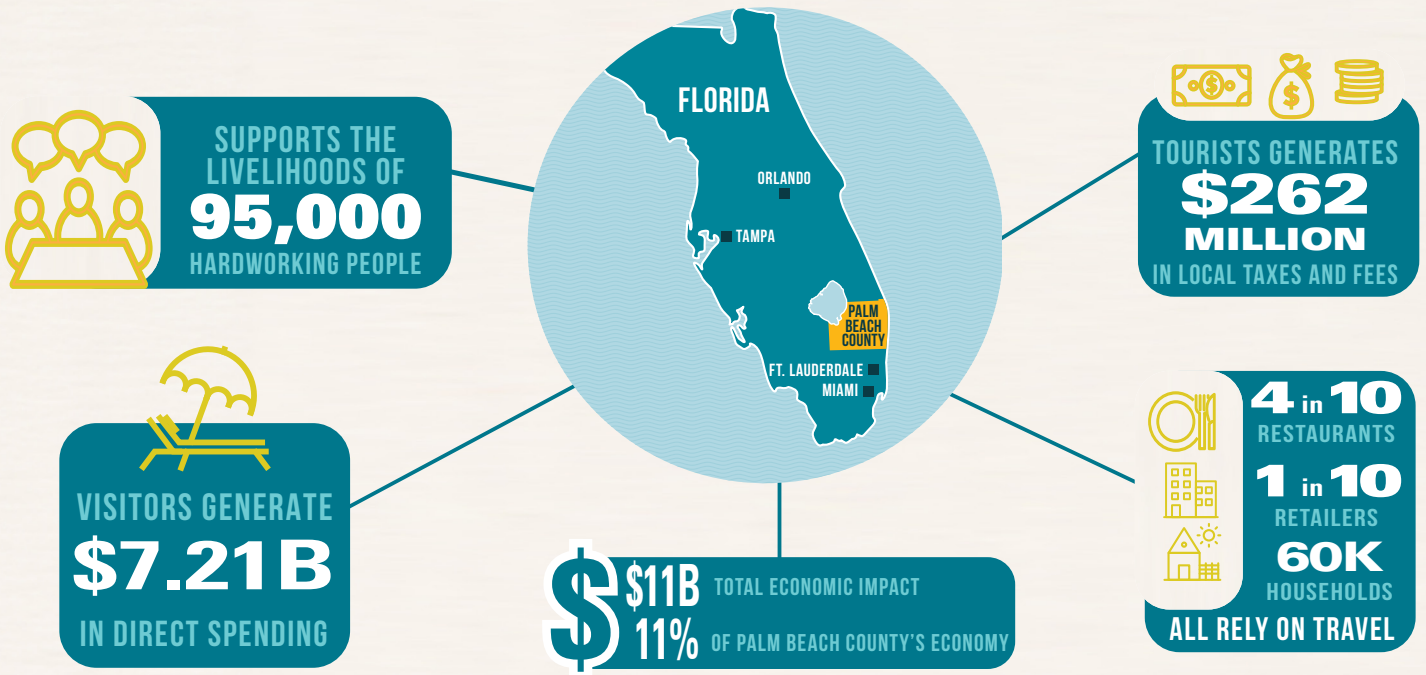 SUPPORTS THE
LIVELIHOODS OF
95,000
HARDWORKING PEOPLE
VISITORS GENERATE
$7.21B
IN DIRECT SPENDING
FLORIDA
ORLANDO
TAMPA
PALM
BEACH
COUNTY
FT. LAUDERDALE
MIAMI
$
$11B TOTAL ECONOMIC IMPACT
11% OF PALM BEACH COUNTY'S ECONOMY
$
$
TOURISTS GENERATES
$262
MILLION
IN LOCAL TAXES AND FEES
4 in 10
RESTAURANTS
1 in 10
RETAILERS
60K
HOUSEHOLDS
ALL RELY ON TRAVEL